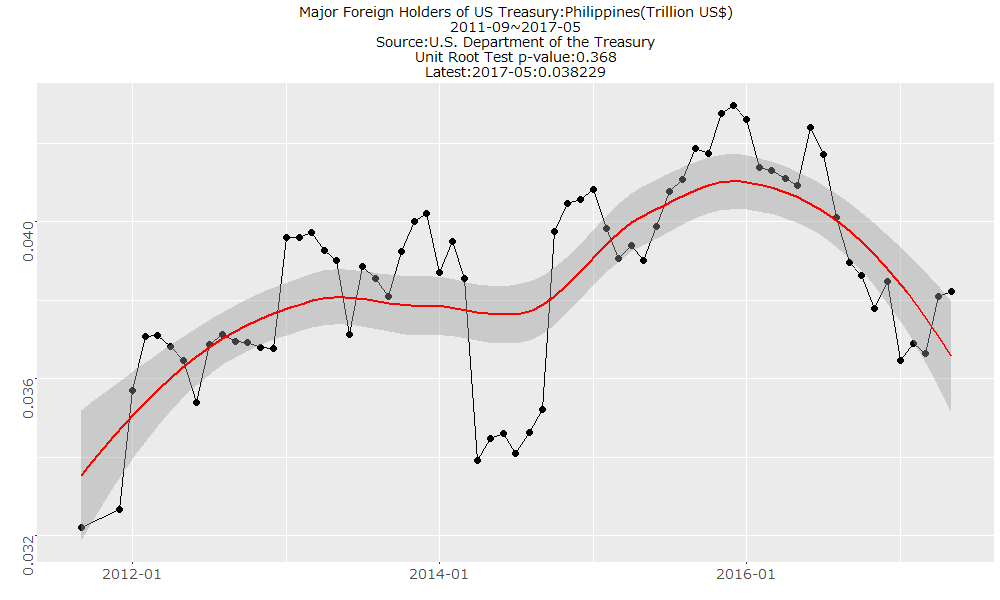 Major Foreign Holders of US Treasury:Philippines(Trillion US$)
2011-09~2017-05
Source:U.S. Department of the Treasury
Unit Root Test p-value:0.368
Latest:2017-05:0.038229
0.040
0.036
0.032
2012-01
2014-01
2016-01